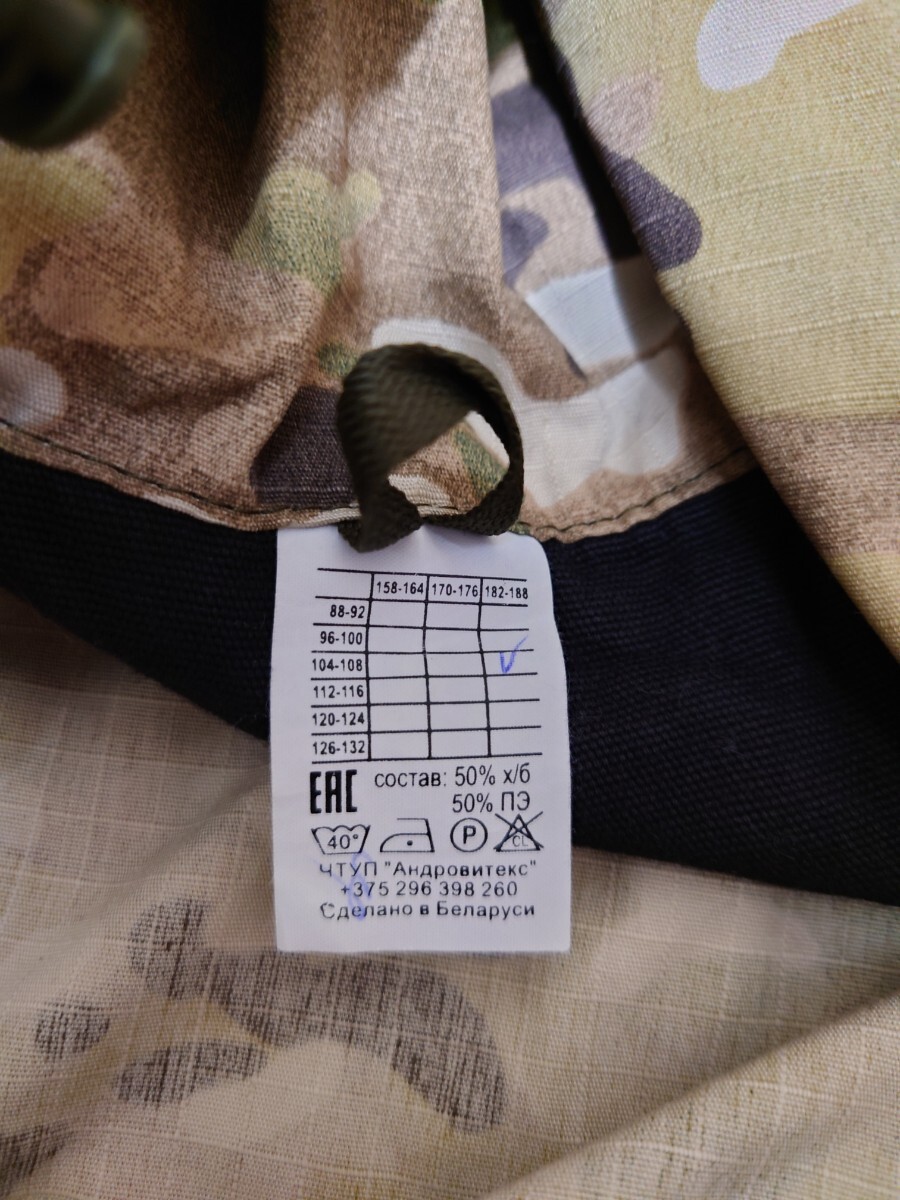 158-164 170-176 182-188
88-92
96-100
104-108
112-116
120-124
126-132
EAC состав: 50% х/б
50% ПЭ
40° P CL
ЧТУП "Андровитекс"
+375 296 398 260
Сделано в Беларуси